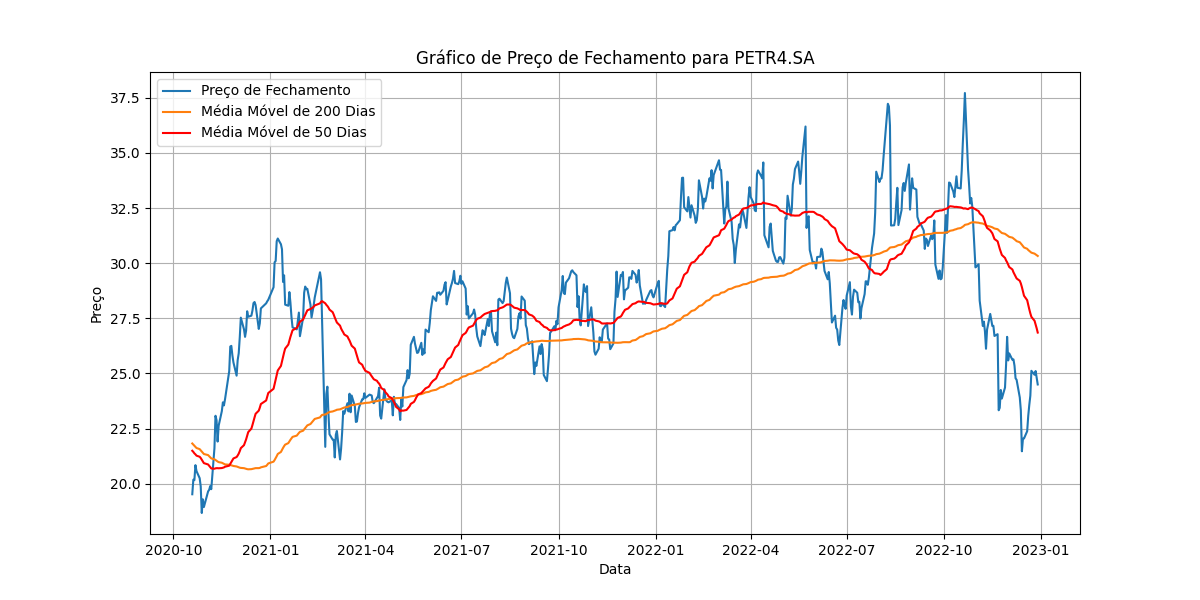 Gráfico de Preço de Fechamento para PETR4.SA
Preço de Fechamento
Média Móvel de 200 Dias
Média Móvel de 50 Dias
37.5
35.0
32.5
30.0
27.5
25.0
22.5
20.0
Preço
2020-10 2021-01 2021-04 2021-07 2021-10 2022-01 2022-04 2022-07 2022-10 2023-01
Data